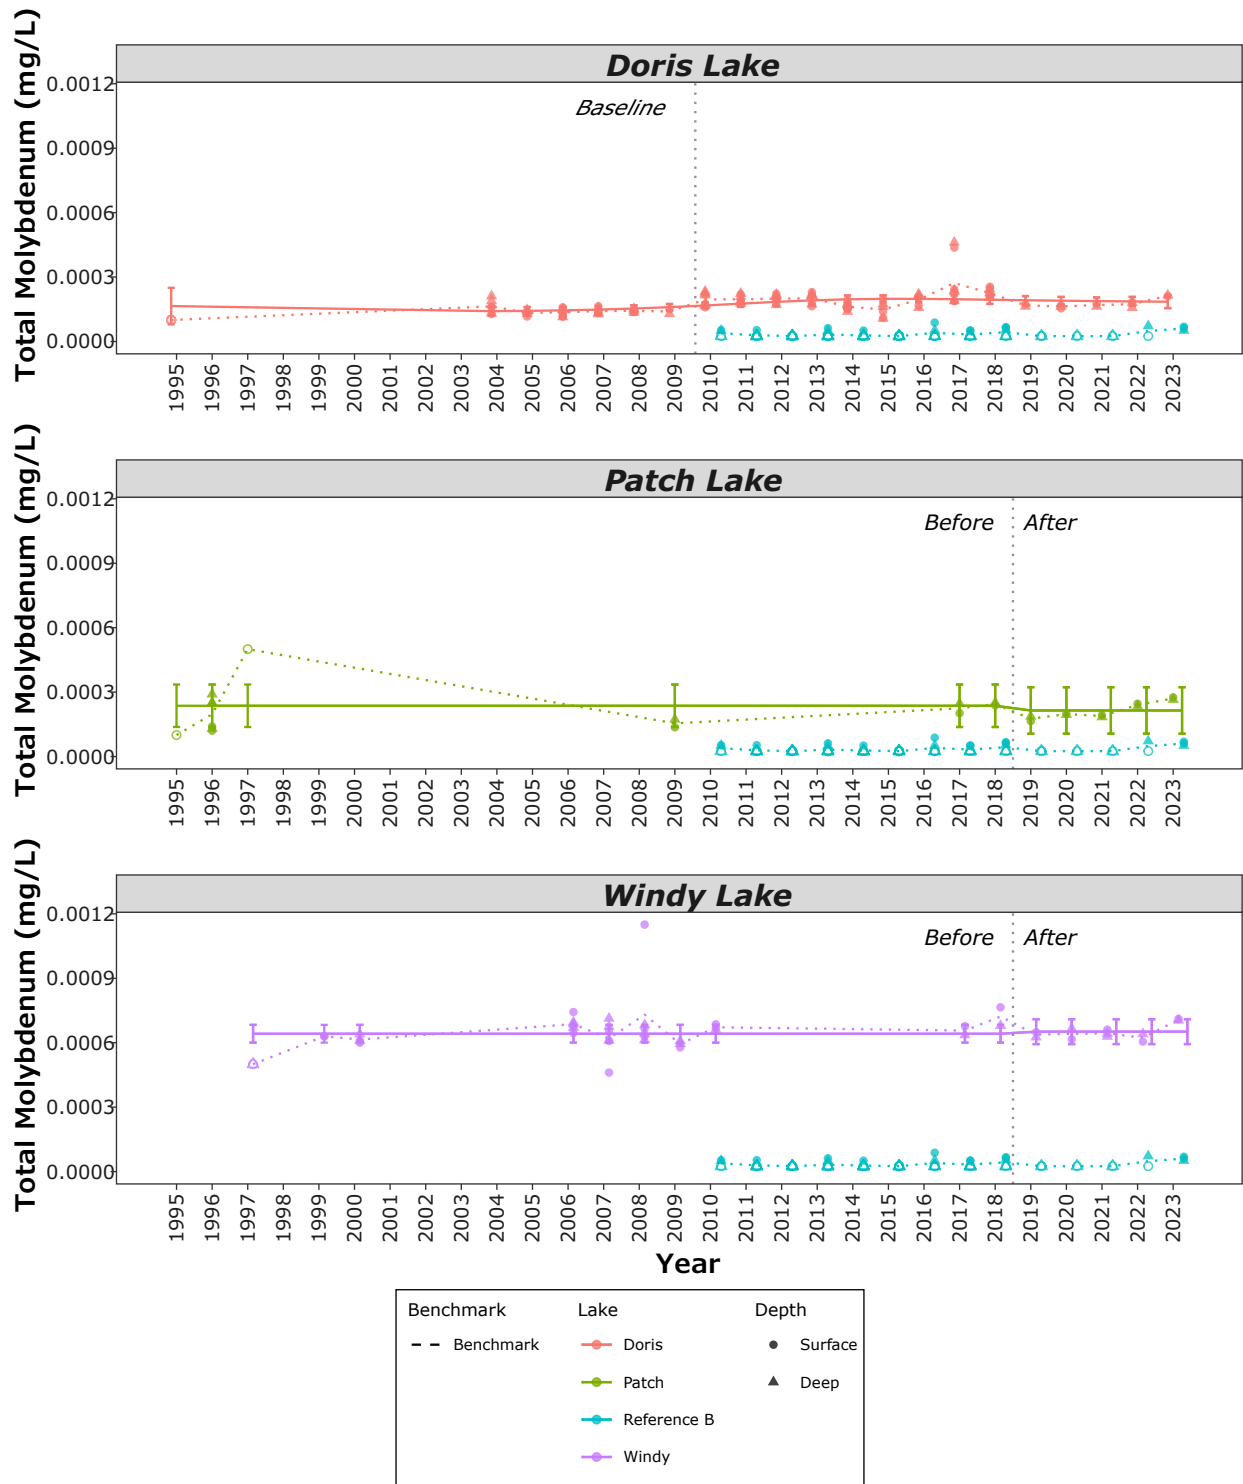 Doris Lake
Total Molybdenum (mg/L)
0.0012
0.0009
0.0006
0.0003
0.0000
Baseline
1995 1996 1997 1998 1999 2000 2001 2002 2003 2004 2005 2006 2007 2008 2009 2010 2011 2012 2013 2014 2015 2016 2017 2018 2019 2020 2021 2022 2023
Patch Lake
Total Molybdenum (mg/L)
0.0012
0.0009
0.0006
0.0003
0.0000
Before After
1995 1996 1997 1998 1999 2000 2001 2002 2003 2004 2005 2006 2007 2008 2009 2010 2011 2012 2013 2014 2015 2016 2017 2018 2019 2020 2021 2022 2023
Windy Lake
Total Molybdenum (mg/L)
0.0012
0.0009
0.0006
0.0003
0.0000
Before After
1995 1996 1997 1998 1999 2000 2001 2002 2003 2004 2005 2006 2007 2008 2009 2010 2011 2012 2013 2014 2015 2016 2017 2018 2019 2020 2021 2022 2023
Year
Benchmark
Benchmark
Lake
Doris
Patch
Reference B
Windy
Depth
Surface
Deep